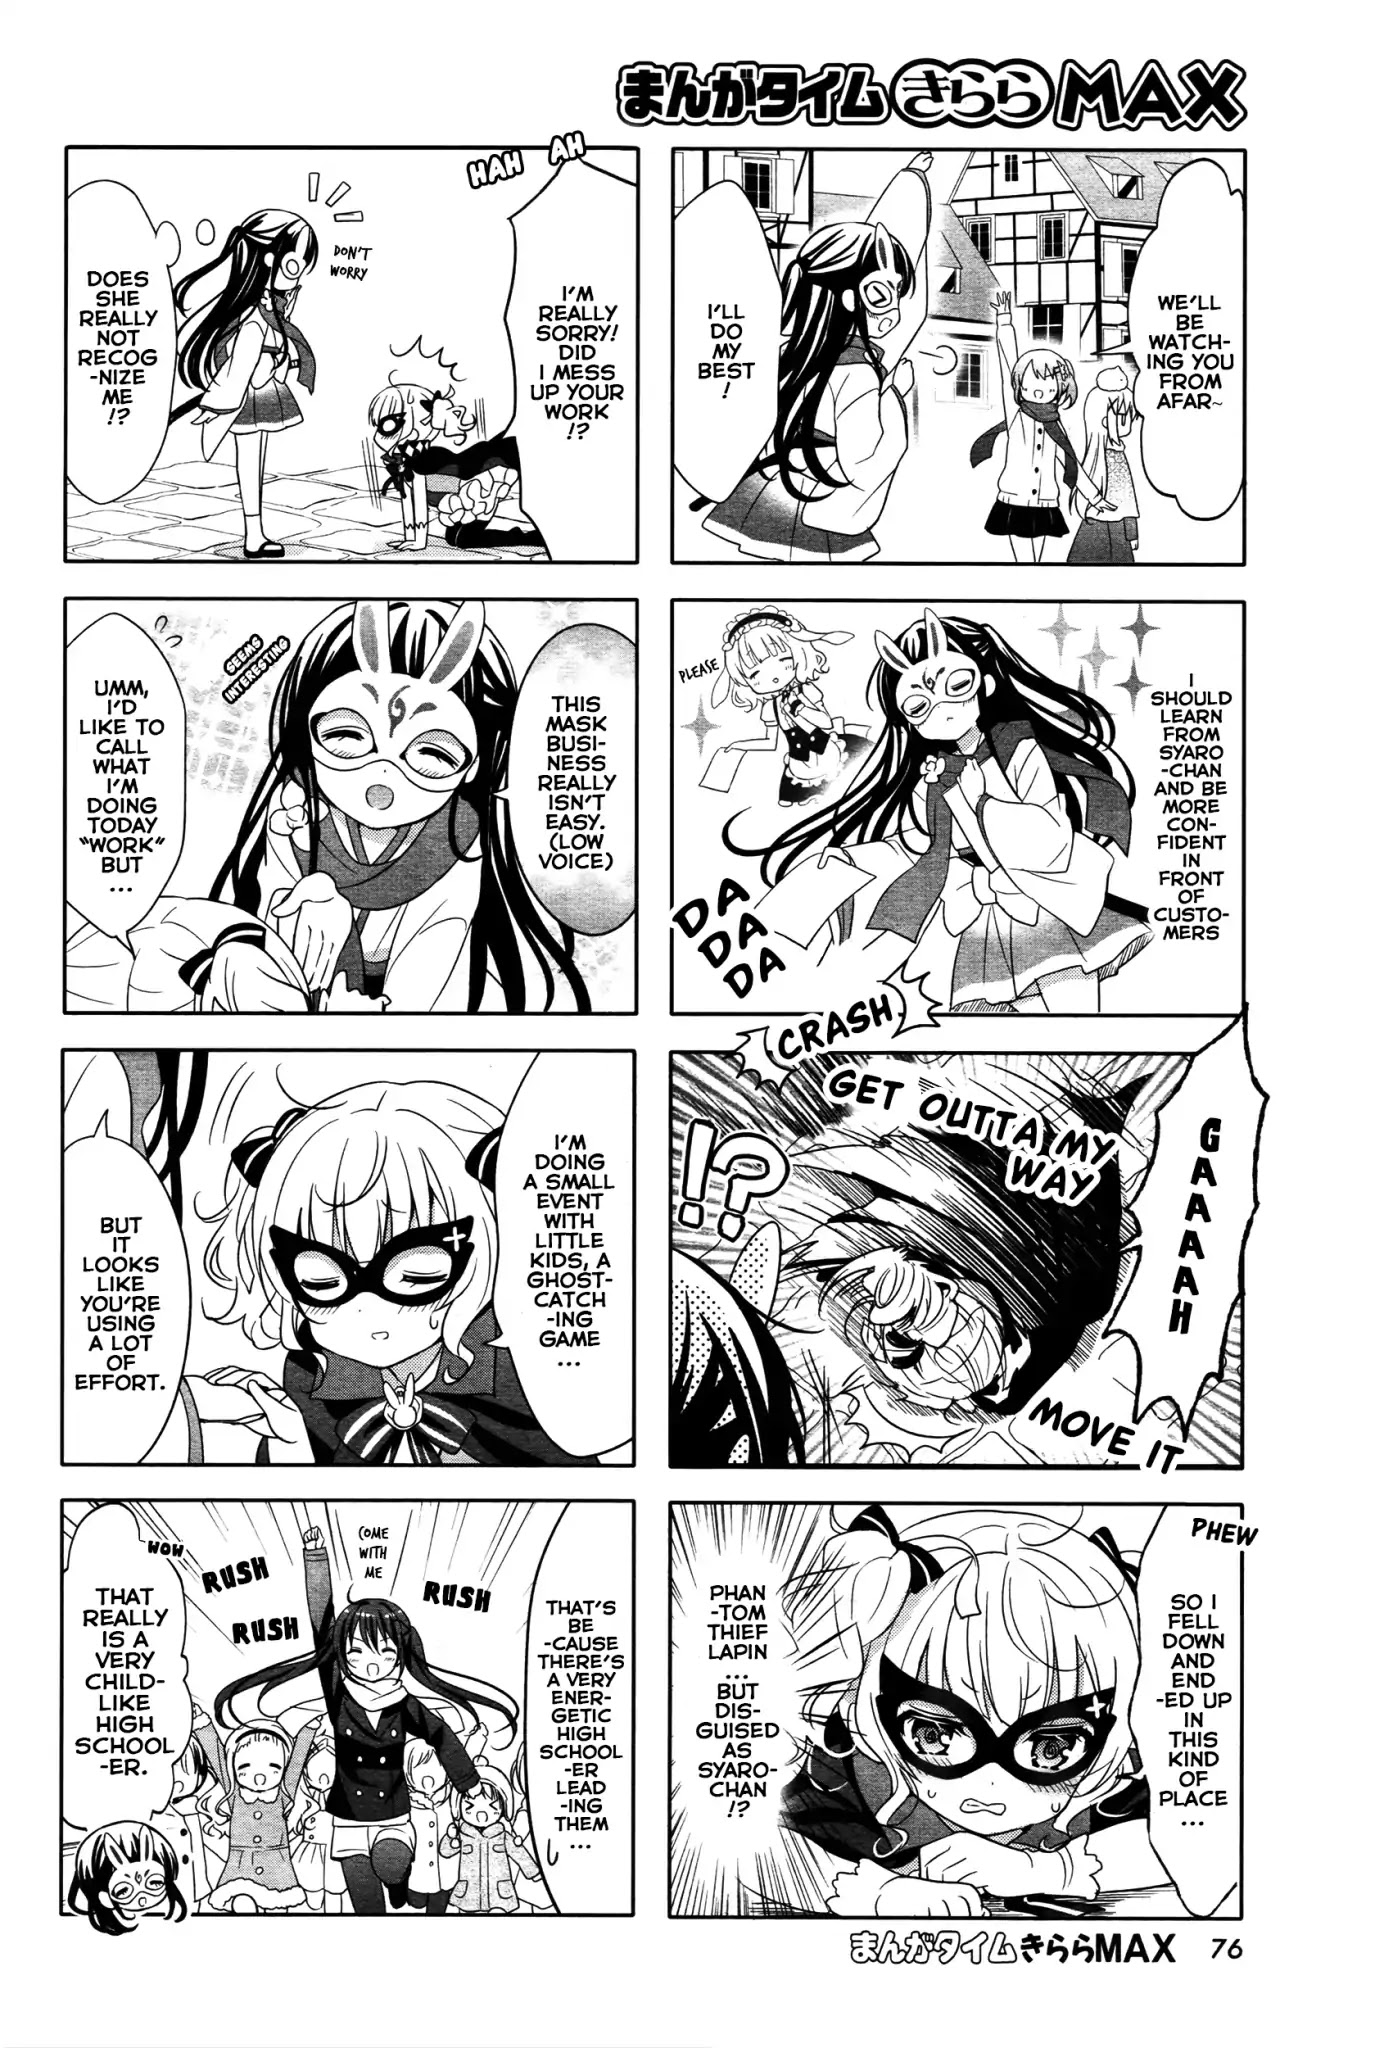 まんがタイムきららMAX
WE'LL
BE
WATCH-
ING YOU
FROM
AFAR~
I'LL
DO
MY
BEST
!
I
SHOULD
LEARN
FROM
SYARO
-CHAN
AND BE
MORE
CON-
FIDENT
IN
FRONT
OF
CUSTO-
MERS
PLEASE
DA
DA
DA
GAAAAH
CRASH
GET OUTTA MY
WAY
!?
MOVE IT
PHEW
SO I
FELL
DOWN
AND
END
-ED UP
IN
THIS
KIND
OF
PLACE
...
PHAN
-TOM
THIEF
LAPIN
...
BUT
DIS-
GUISED
AS
SYARO-
CHAN
!?
HAH AH
I'M
REALLY
SORRY!
DID
I MESS
UP YOUR
WORK
!?
DON'T
WORRY
DOES
SHE
REALLY
NOT
RECOG
-NIZE
ME
!?
THIS
MASK
BUSI-
NESS
REALLY
ISN'T
EASY.
(LOW
VOICE)
SEEMS
INTERESTING
UMM,
I'D
LIKE TO
CALL
WHAT
I'M
DOING
TODAY
"WORK"
BUT
...
I'M
DOING
A SMALL
EVENT
WITH
LITTLE
KIDS, A
GHOST-
CATCH
-ING
GAME
...
BUT
IT
LOOKS
LIKE
YOU'RE
USING
A LOT
OF
EFFORT.
THAT'S
BE
-CAUSE
THERE'S
A VERY
ENER-
GETIC
HIGH
SCHOOL
-ER
LEAD
-ING
THEM
...
COME
WITH
ME
RUSH
RUSH
RUSH
WOW
THAT
REALLY
IS A
VERY
CHILD-
LIKE
HIGH
SCHOOL
-ER.
まんがタイムきららMAX 76